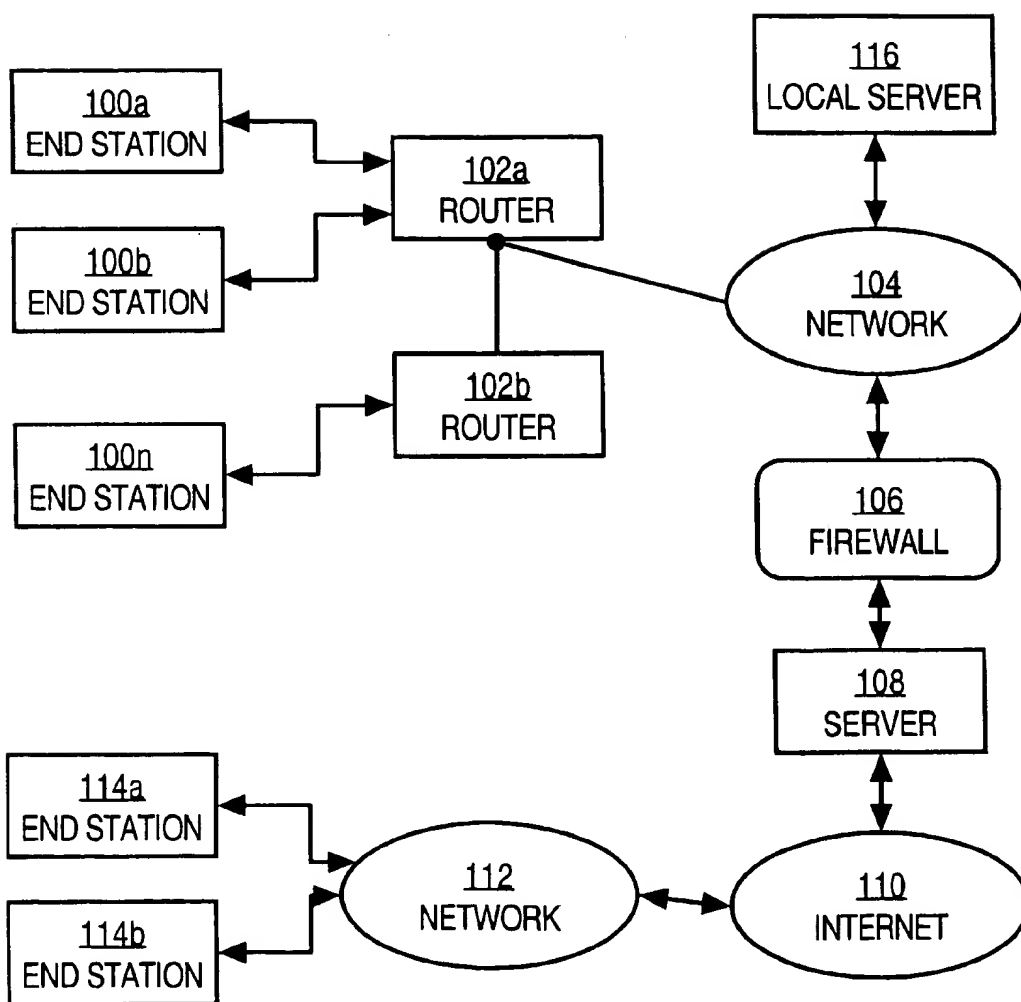 116
LOCAL SERVER
100a
END STATION
102a
ROUTER
100b
END STATION
104
NETWORK
102b
ROUTER
100n
END STATION
106
FIREWALL
108
SERVER
114a
END STATION
112
NETWORK
110
INTERNET
114b
END STATION